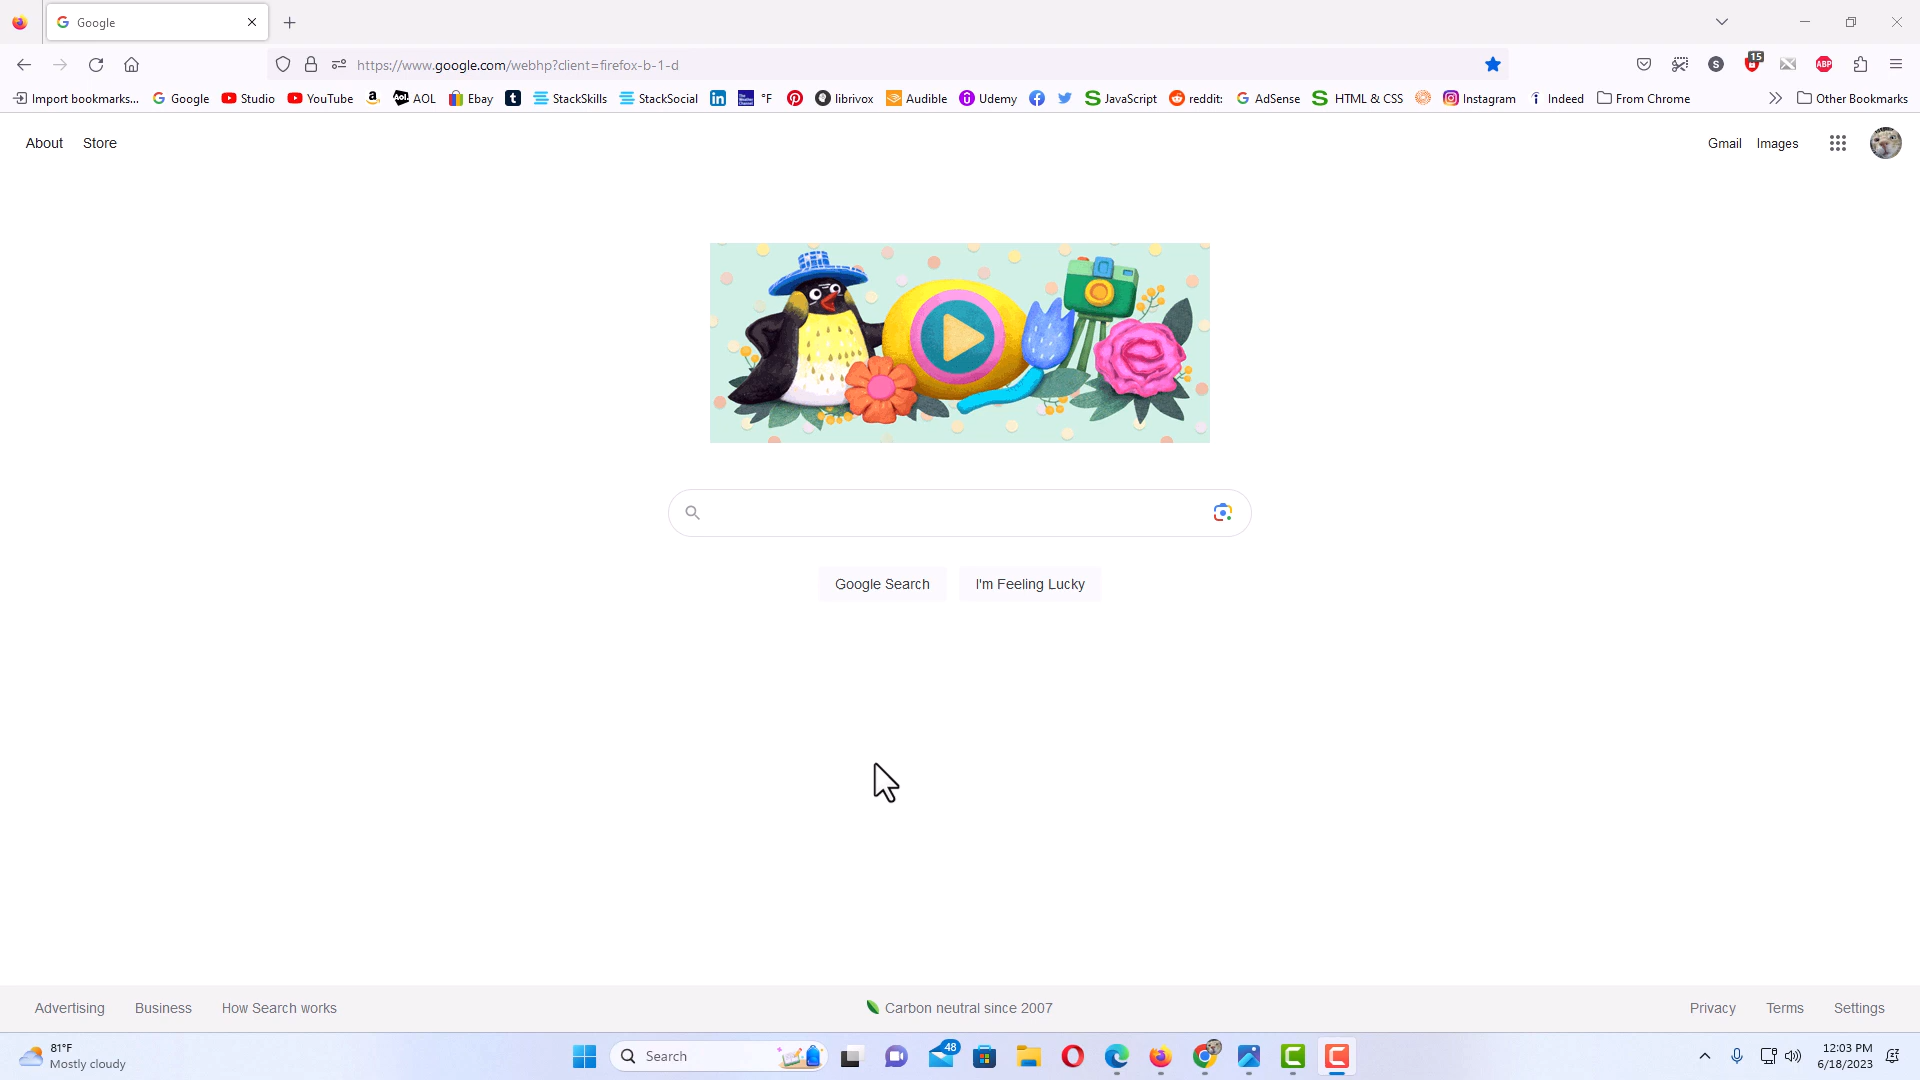 Google
https://www.google.com/webhp?client=firefox-b-1-d
15
S
ABP
Import bookmarks...
Google
Studio
YouTube
AOL
Ebay
StackSkills
StackSocial
°F
librivox
Audible
Udemy
JavaScript
reddit:
AdSense
HTML & CSS
Instagram
Indeed
From Chrome
Other Bookmarks
About
Store
Gmail
Images
Google Search
I'm Feeling Lucky
Advertising
Business
How Search works
Carbon neutral since 2007
Privacy
Terms
Settings
81°F
Mostly cloudy
Search
48
12:03 PM
6/18/2023